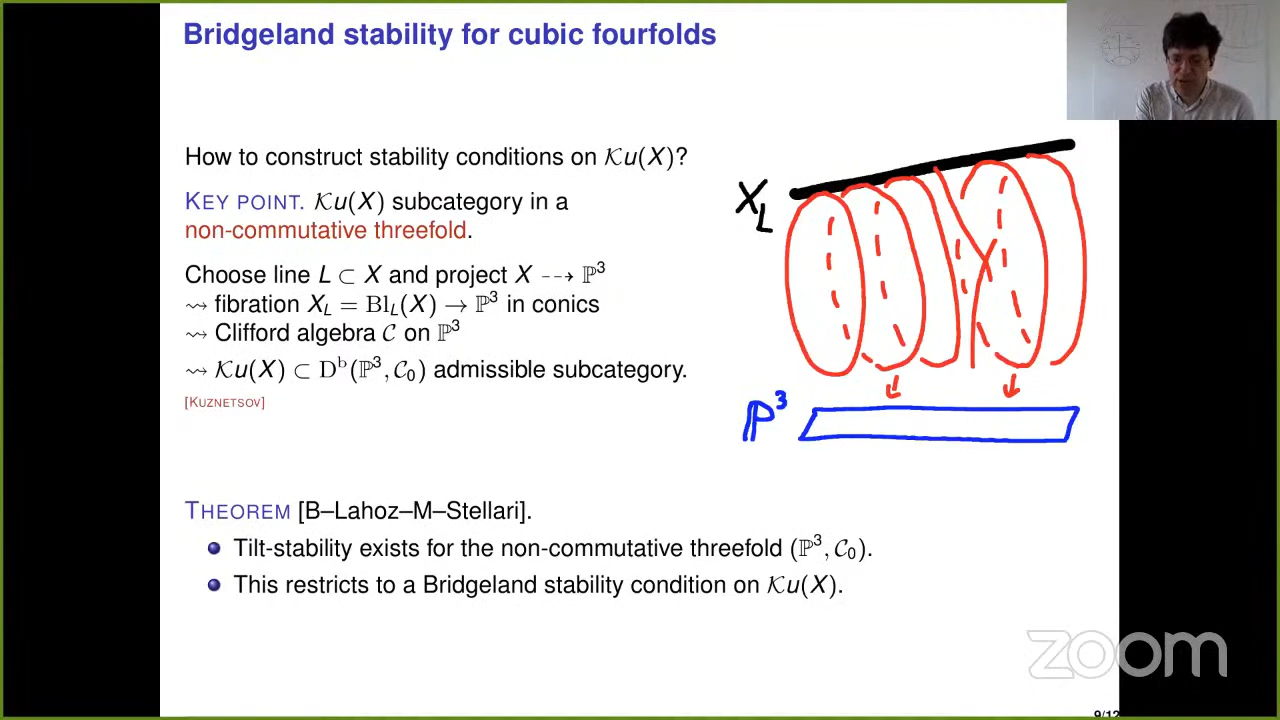 Bridgeland stability for cubic fourfolds
How to construct stability conditions on 𝒦u(X)?
KEY POINT. 𝒦u(X) subcategory in a
non-commutative threefold.
Choose line L ⊂ X and project X ⇢ ℙ³
⇝ fibration X_L = Bl_L(X) → ℙ³ in conics
⇝ Clifford algebra 𝒞 on ℙ³
⇝ 𝒦u(X) ⊂ Dᵇ(ℙ³, 𝒞₀) admissible subcategory.
[KUZNETSOV]
X_L
ℙ³
THEOREM [B–Lahoz–M–Stellari].
Tilt-stability exists for the non-commutative threefold (ℙ³, 𝒞₀).
This restricts to a Bridgeland stability condition on 𝒦u(X).
zoom
9/12